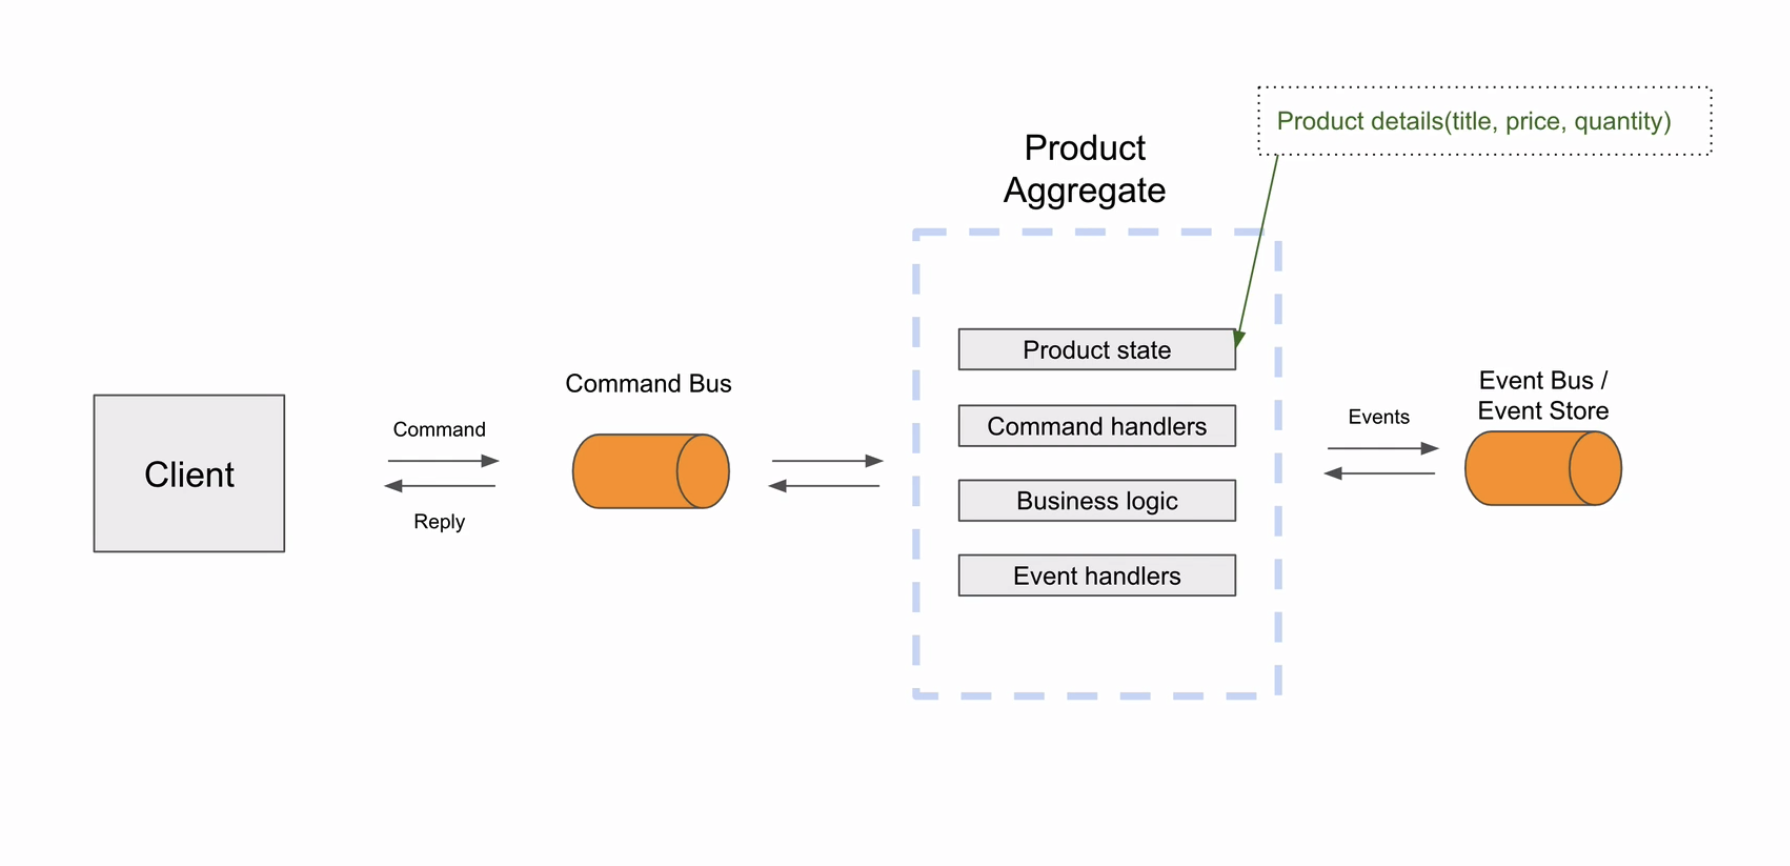 Product details(title, price, quantity)
Product
Aggregate
Product state
Command Bus
Event Bus /
Event Store
Command
Command handlers
Events
Client
Business logic
Reply
Event handlers